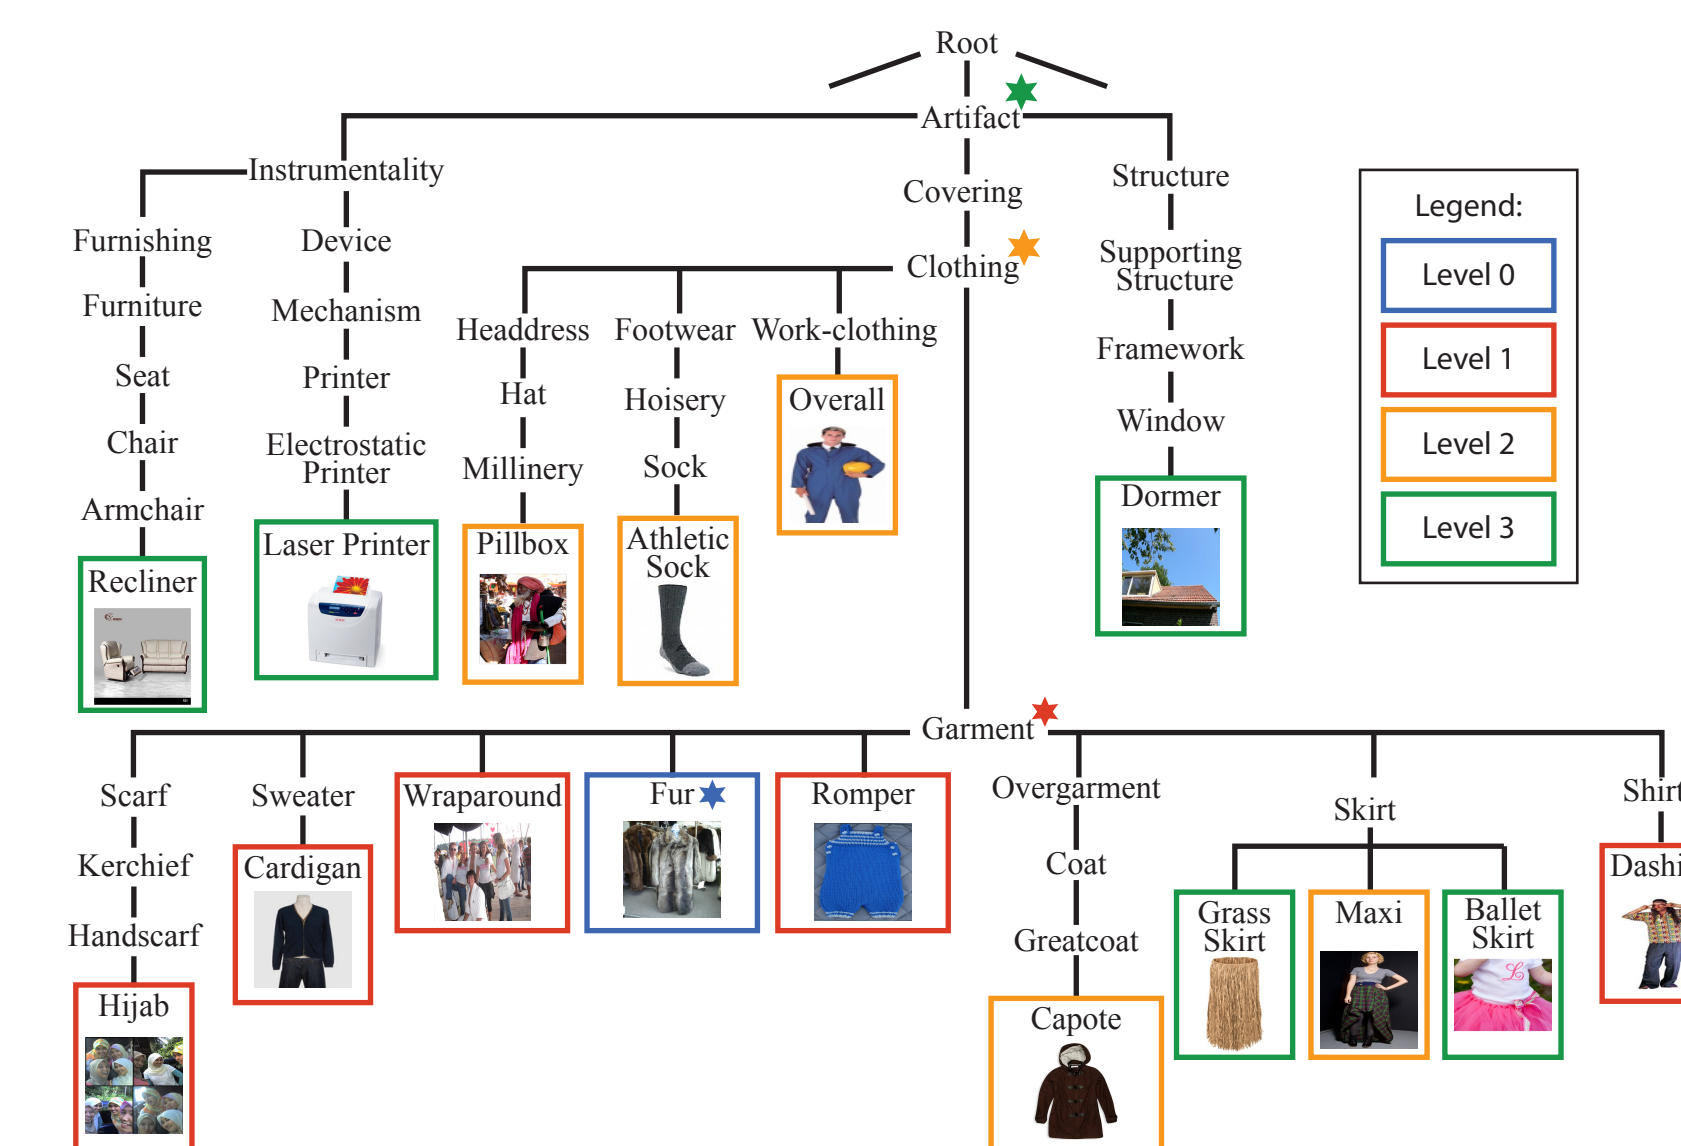 Root
Artifact
Instrumentality
Covering
Structure
Legend:
Furnishing
Device
Clothing
Supporting
Structure
Level 0
Furniture
Mechanism
Headdress
Footwear
Work-clothing
Framework
Level 1
Seat
Printer
Hat
Hoisery
Overall
Window
Level 2
Chair
Electrostatic
Printer
Millinery
Sock
Dormer
Level 3
Armchair
Laser Printer
Pillbox
Athletic
Sock
Recliner
Garment
Scarf
Sweater
Wraparound
Fur
Romper
Overgarment
Skirt
Shirt
Kerchief
Cardigan
Coat
Dashi
Handscarf
Greatcoat
Grass
Skirt
Maxi
Ballet
Skirt
Hijab
Capote